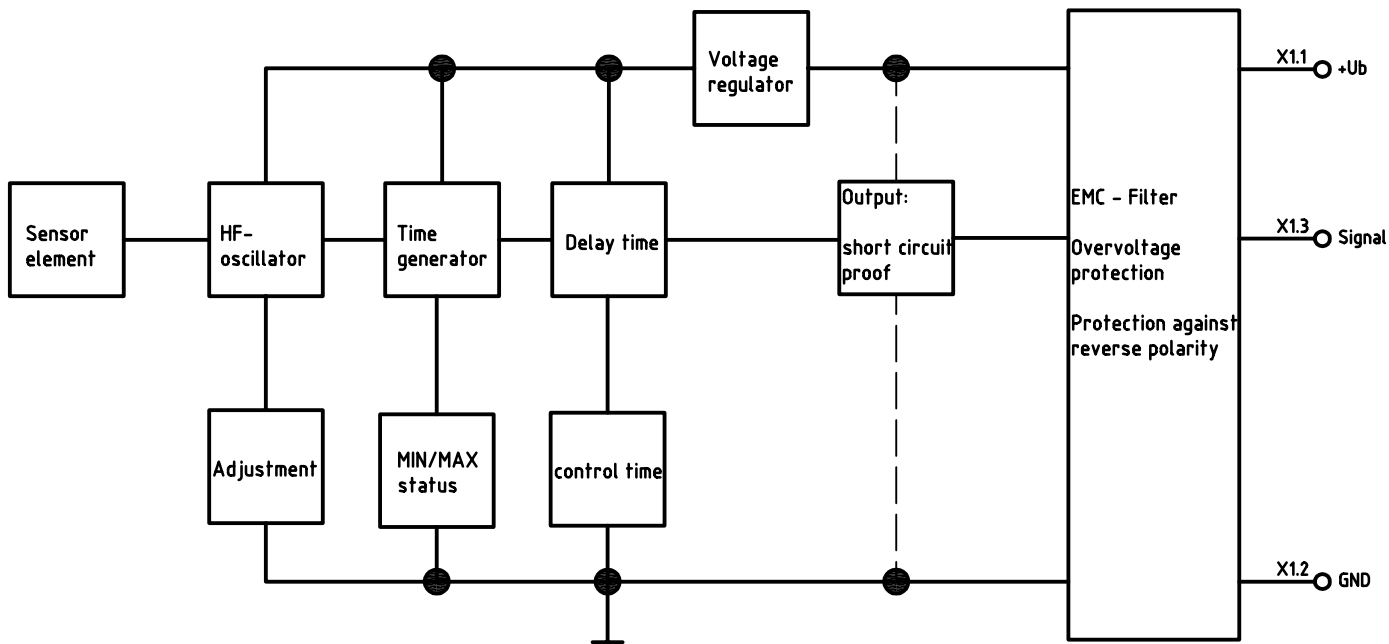 Voltage
regulator
X1.1
+Ub
Sensor
element
HF-
oscillator
Time
generator
Delay time
Output:
short circuit
proof
EMC - Filter
Overvoltage
protection
Protection against
reverse polarity
X1.3
Signal
Adjustment
MIN/MAX
status
control time
X1.2
GND